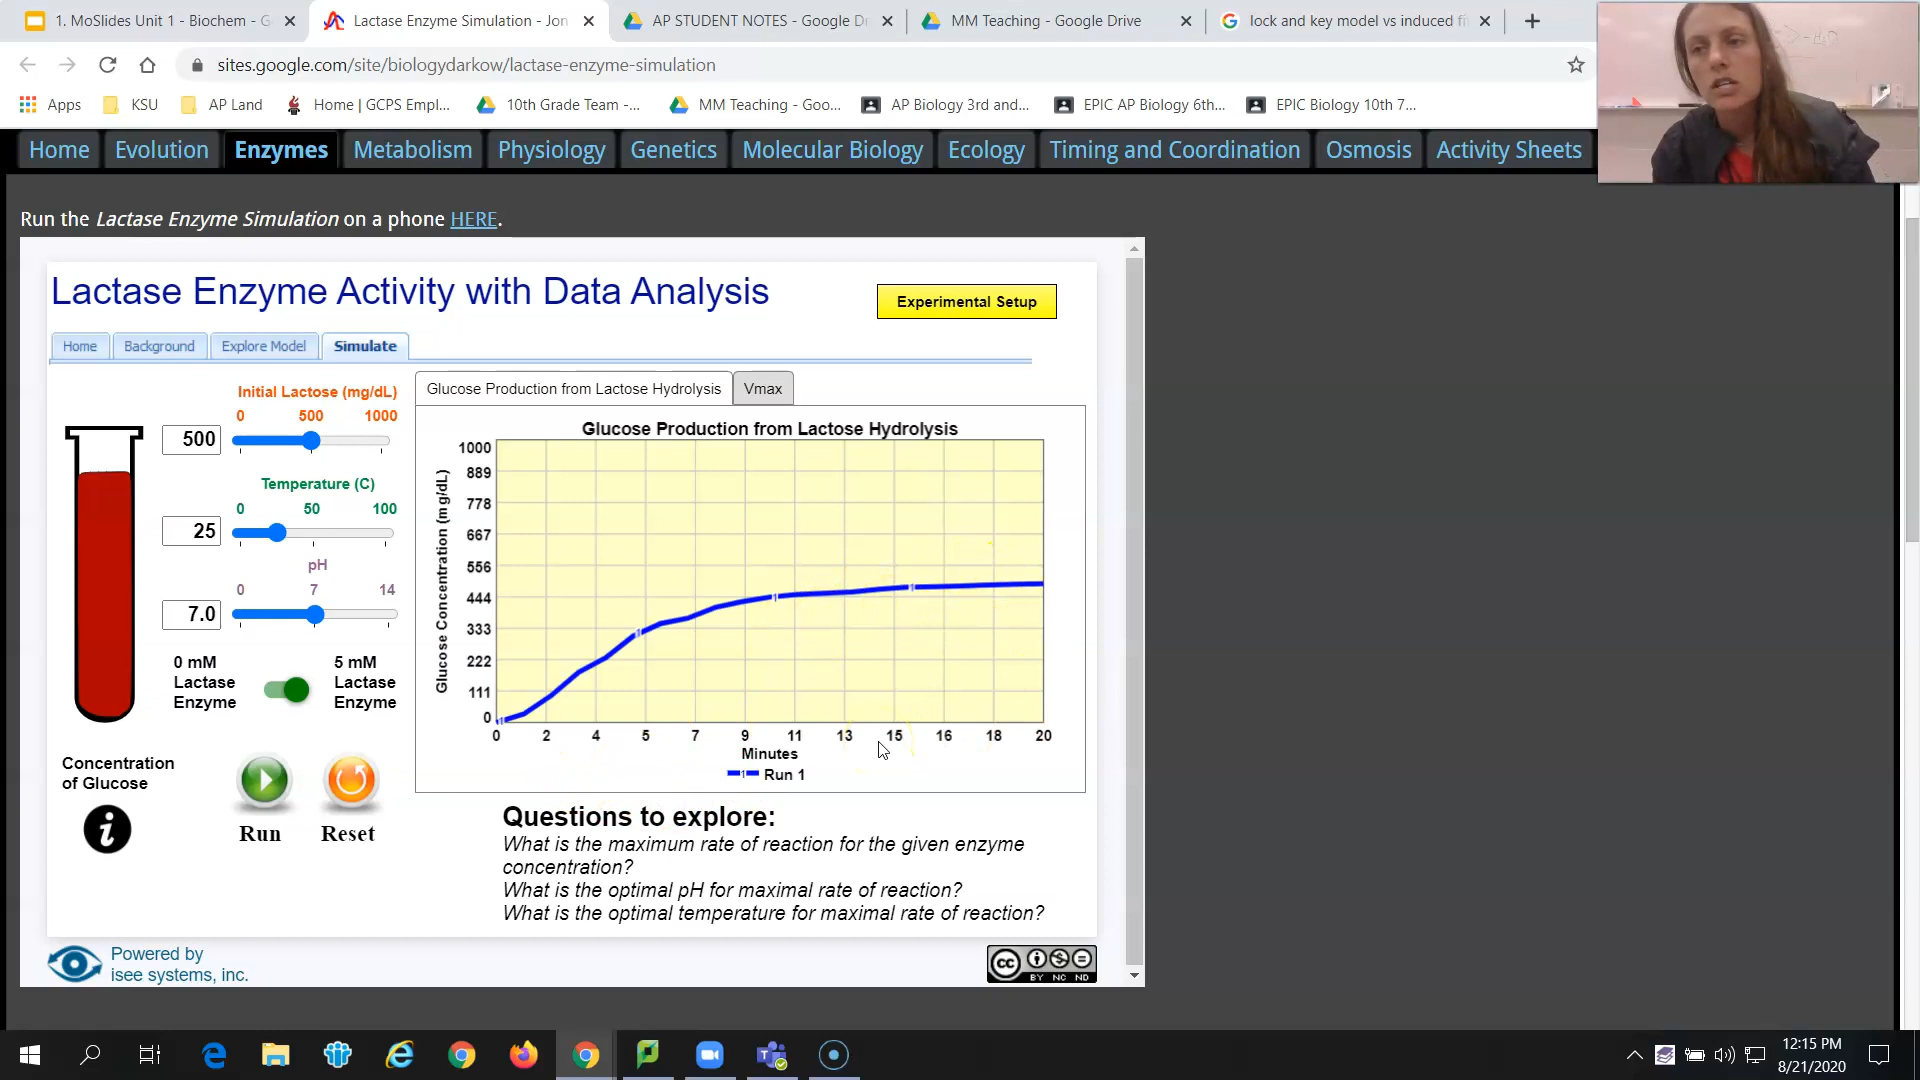 1. MoSlides Unit 1 - Biochem - G
Lactase Enzyme Simulation - Jon
AP STUDENT NOTES - Google Dr
MM Teaching - Google Drive
lock and key model vs induced fi
sites.google.com/site/biologydarkow/lactase-enzyme-simulation
Apps KSU AP Land Home | GCPS Empl... 10th Grade Team -... MM Teaching - Goo... AP Biology 3rd and... EPIC AP Biology 6th... EPIC Biology 10th 7...
Home Evolution Enzymes Metabolism Physiology Genetics Molecular Biology Ecology Timing and Coordination Osmosis Activity Sheets
Run the Lactase Enzyme Simulation on a phone HERE.
Lactase Enzyme Activity with Data Analysis
Experimental Setup
Home Background Explore Model Simulate
Initial Lactose (mg/dL)
0 500 1000
500
Temperature (C)
0 50 100
25
pH
0 7 14
7.0
0 mM
Lactase
Enzyme
5 mM
Lactase
Enzyme
Concentration
of Glucose
i
Run Reset
Glucose Production from Lactose Hydrolysis Vmax
Glucose Production from Lactose Hydrolysis
Glucose Concentration (mg/dL)
1000
889
778
667
556
444
333
222
111
0
0 2 4 5 7 9 11 13 15 16 18 20
1 1 1 1
Minutes
1 Run 1
Questions to explore:
What is the maximum rate of reaction for the given enzyme
concentration?
What is the optimal pH for maximal rate of reaction?
What is the optimal temperature for maximal rate of reaction?
Powered by
isee systems, inc.
cc BY NC ND
12:15 PM
8/21/2020